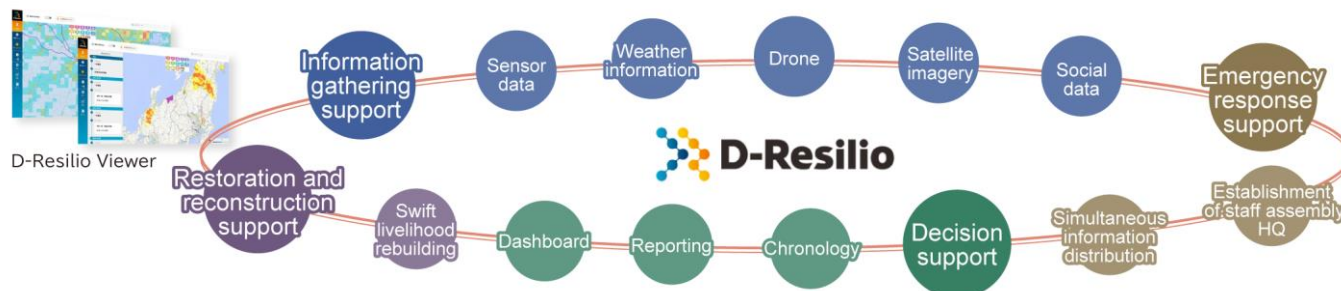 D-Resilio Viewer
Information
gathering
support
Sensor
data
Weather
information
Drone
Satellite
imagery
Social
data
Emergency
response
support
D-Resilio
Restoration and
reconstruction
support
Swift
livelihood
rebuilding
Dashboard
Reporting
Chronology
Decision
support
Simultaneous
information
distribution
Establishment
of staff assembly
HQ